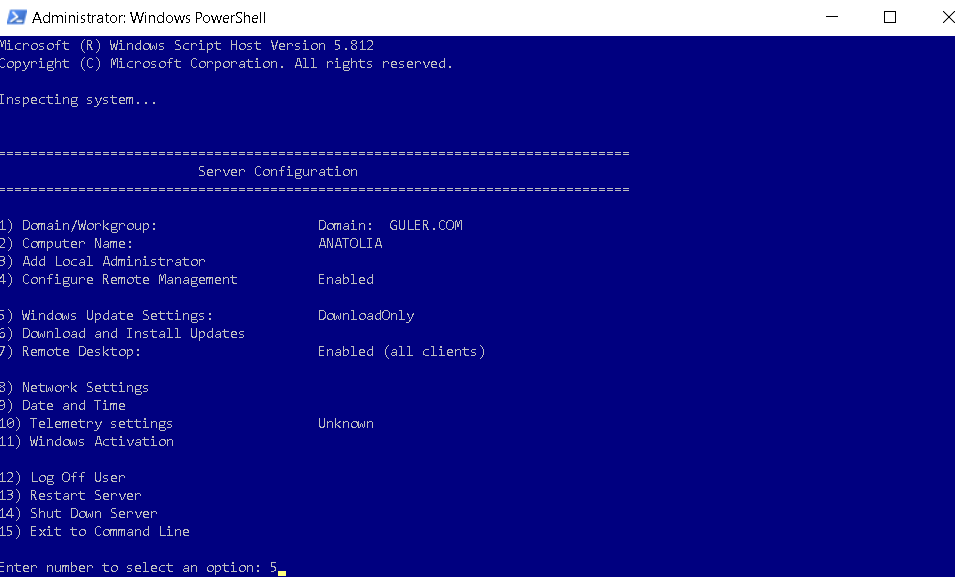 Administrator: Windows PowerShell
Microsoft (R) Windows Script Host Version 5.812
Copyright (C) Microsoft Corporation. All rights reserved.
Inspecting system...
===============================================================================
Server Configuration
===============================================================================
1) Domain/Workgroup: Domain: GULER.COM
2) Computer Name: ANATOLIA
3) Add Local Administrator
4) Configure Remote Management Enabled
5) Windows Update Settings: DownloadOnly
6) Download and Install Updates
7) Remote Desktop: Enabled (all clients)
8) Network Settings
9) Date and Time
10) Telemetry settings Unknown
11) Windows Activation
12) Log Off User
13) Restart Server
14) Shut Down Server
15) Exit to Command Line
Enter number to select an option: 5